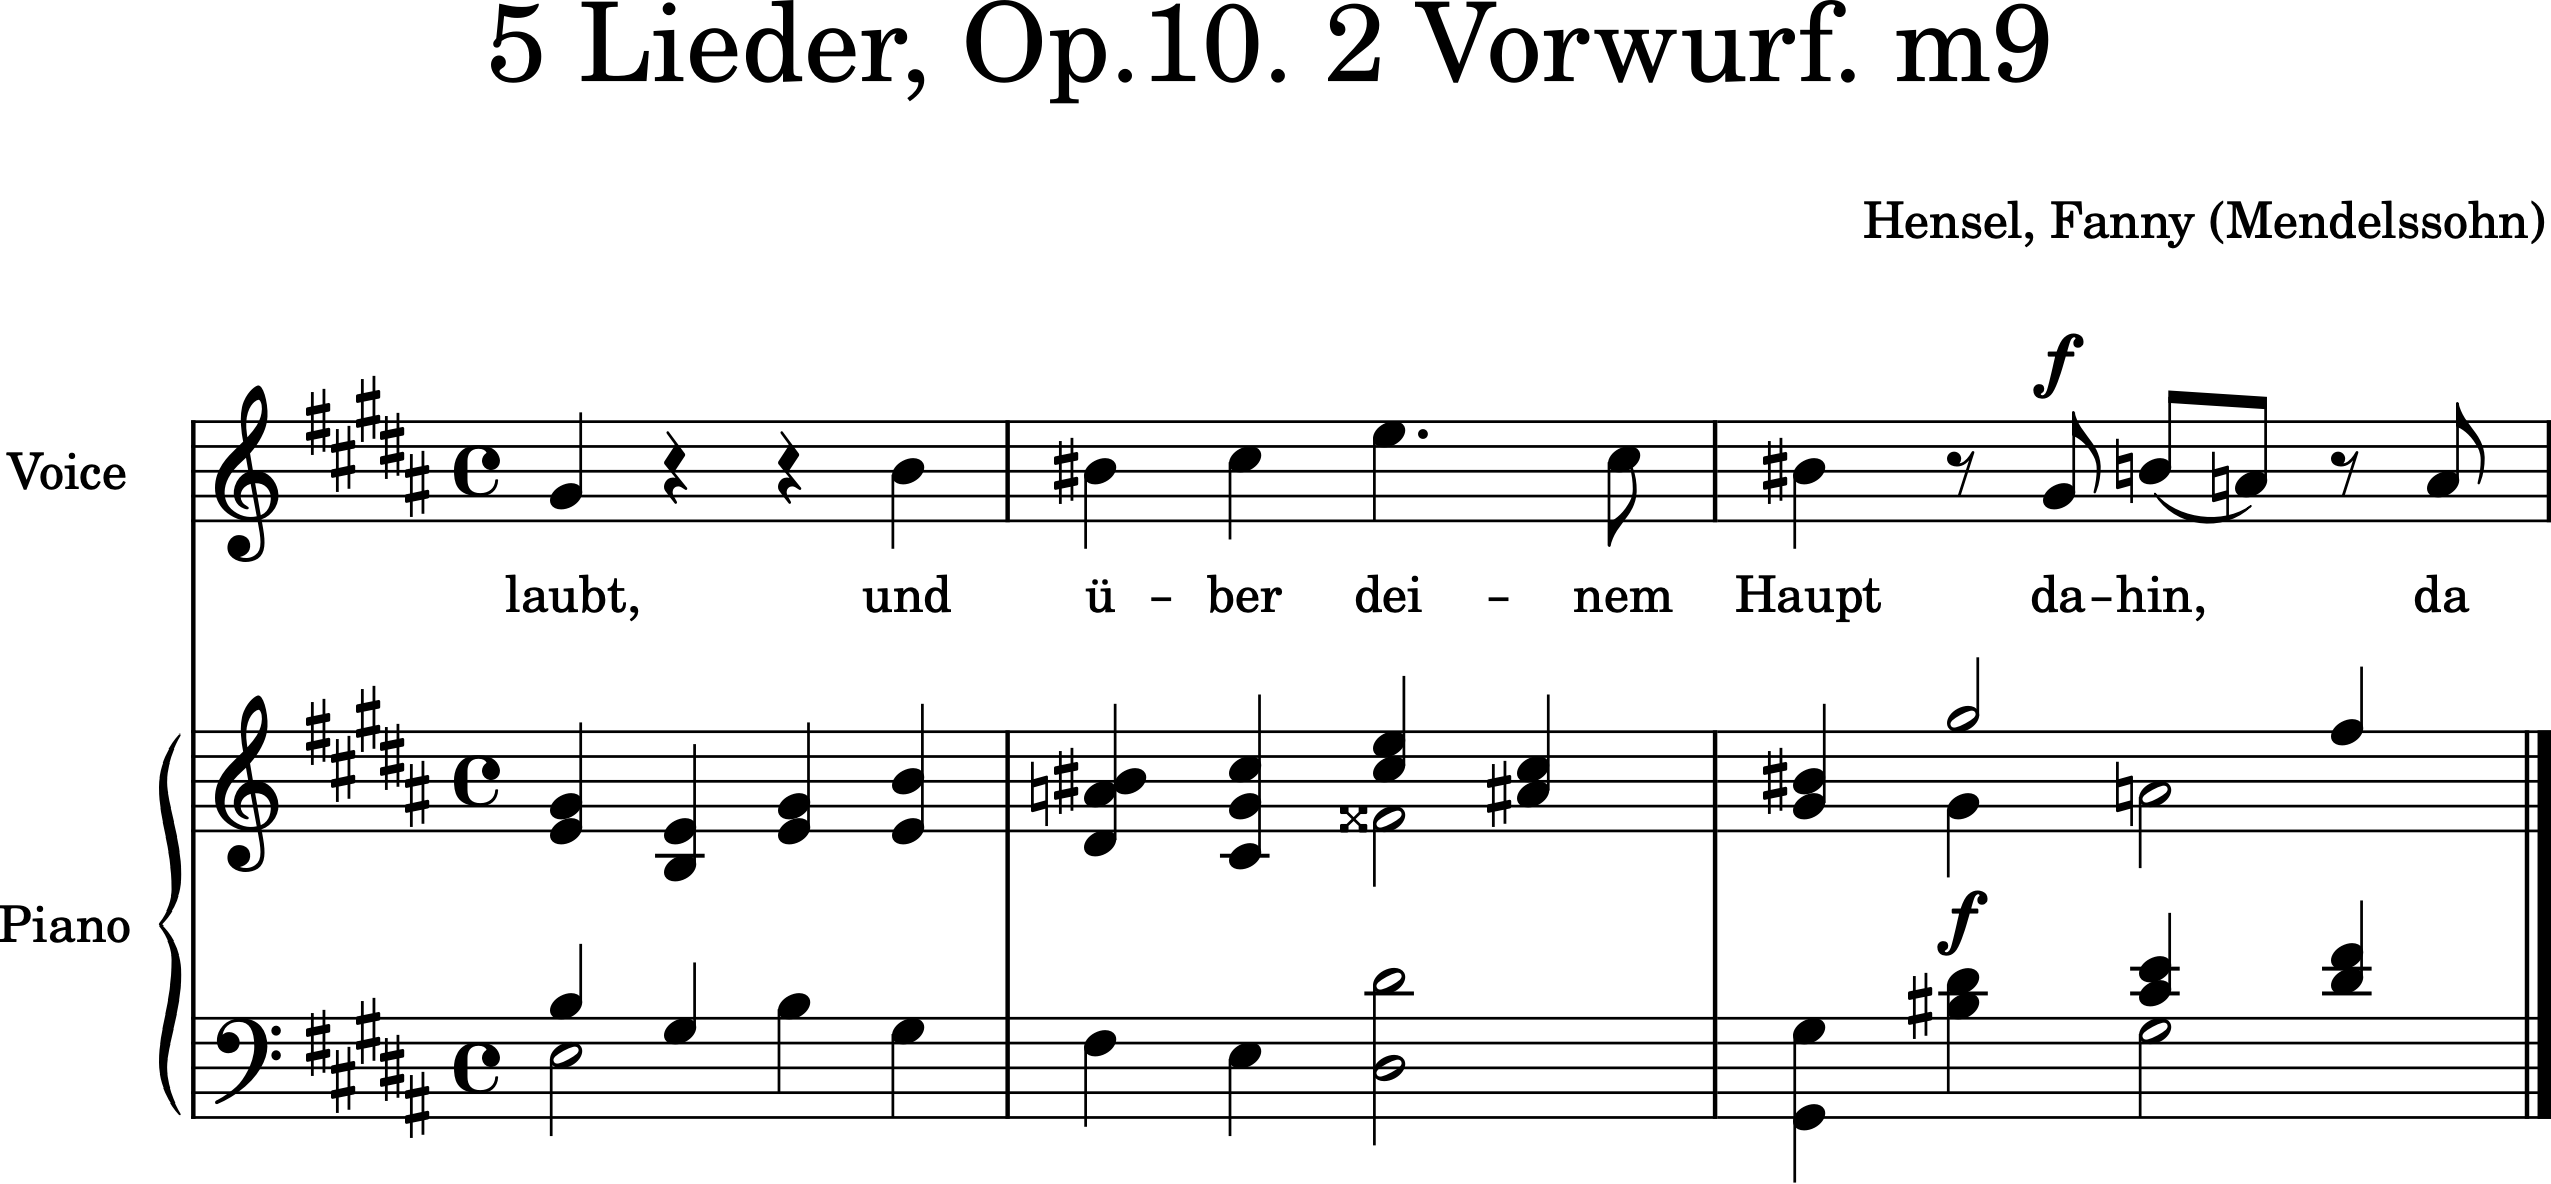 5 Lieder, Op.10. 2 Vorwurf. m9
Hensel, Fanny (Mendelssohn)
f
Voice
laubt, und ü - ber dei - nem Haupt da-hin, da
Piano
f